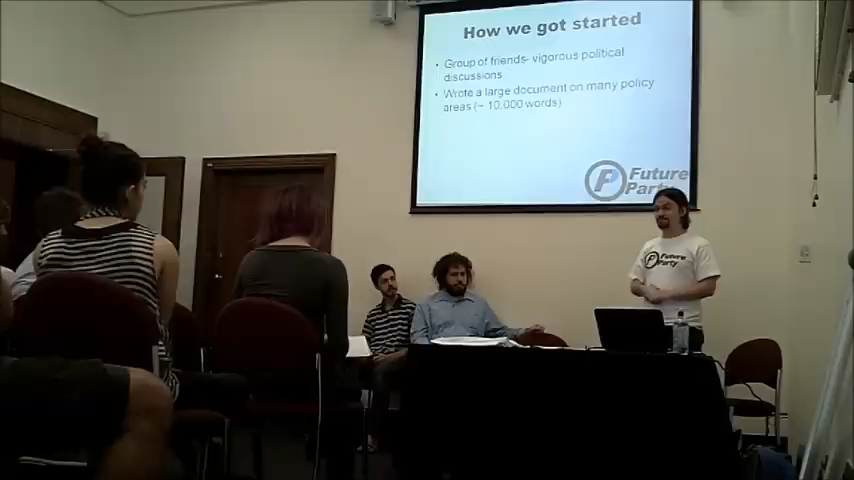 How we got started
• Group of friends- vigorous political
discussions
• Wrote a large document on many policy
areas (~ 10,000 words)
Future
Party
Future
Party